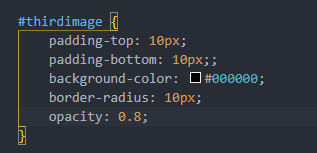 #thirdimage {
padding-top: 10px;
padding-bottom: 10px;;
background-color: #000000;
border-radius: 10px;
opacity: 0.8;
}